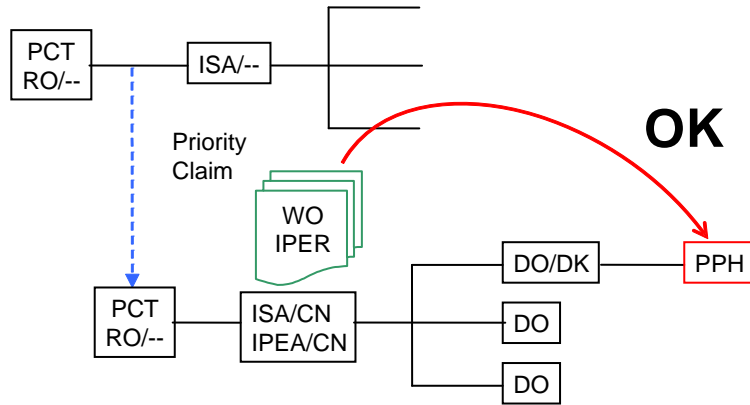 PCT
RO/--
ISA/--
OK
Priority
Claim
WO
IPER
DO/DK
PPH
PCT
RO/--
ISA/CN
IPEA/CN
DO
DO